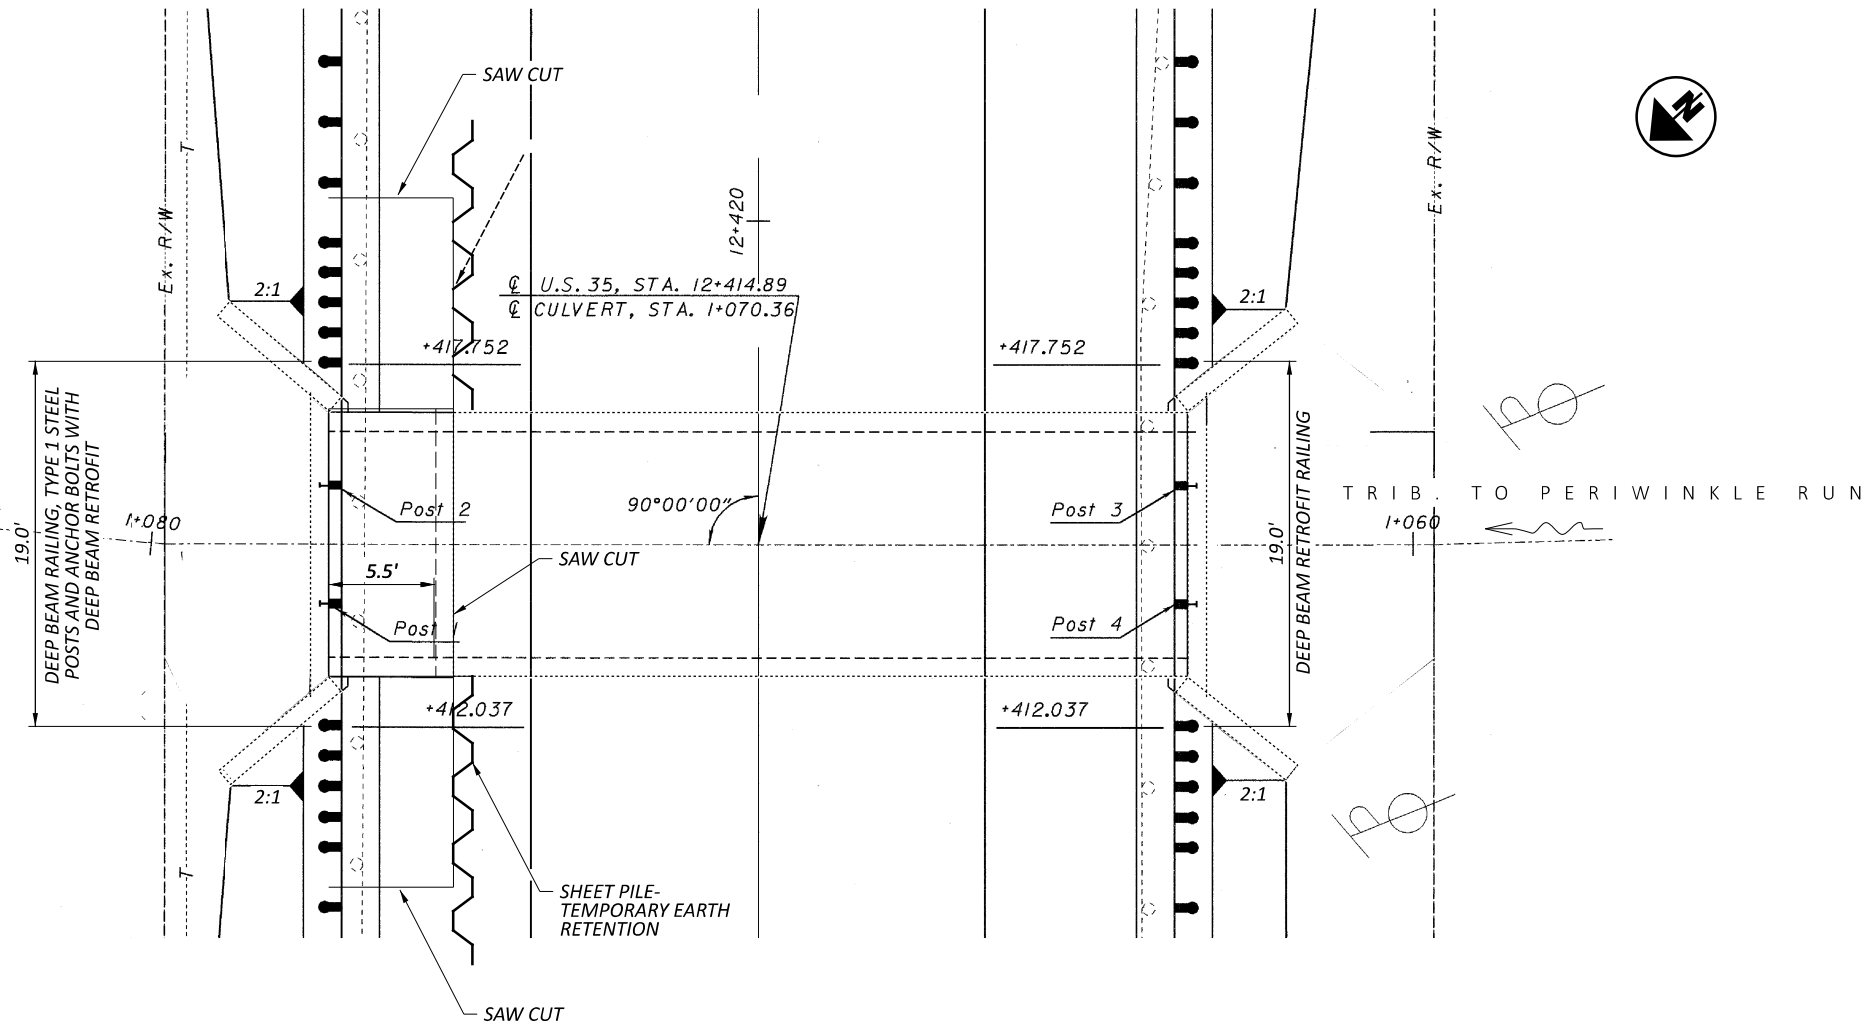 SAW CUT
N
Ex. R/W
T
2:1
12+420
℄ U.S. 35, STA. 12+414.89
℄ CULVERT, STA. 1+070.36
Ex. R/W
2:1
+417.752
+417.752
19.0'
DEEP BEAM RAILING, TYPE 1 STEEL
POSTS AND ANCHOR BOLTS WITH
DEEP BEAM RETROFIT
1+080
Post 2
90°00'00"
Post 3
19.0'
DEEP BEAM RETROFIT RAILING
TRIB. TO PERIWINKLE RUN
1+060
SAW CUT
5.5'
Post 1
Post 4
+412.037
+412.037
2:1
2:1
T
SHEET PILE-
TEMPORARY EARTH
RETENTION
SAW CUT